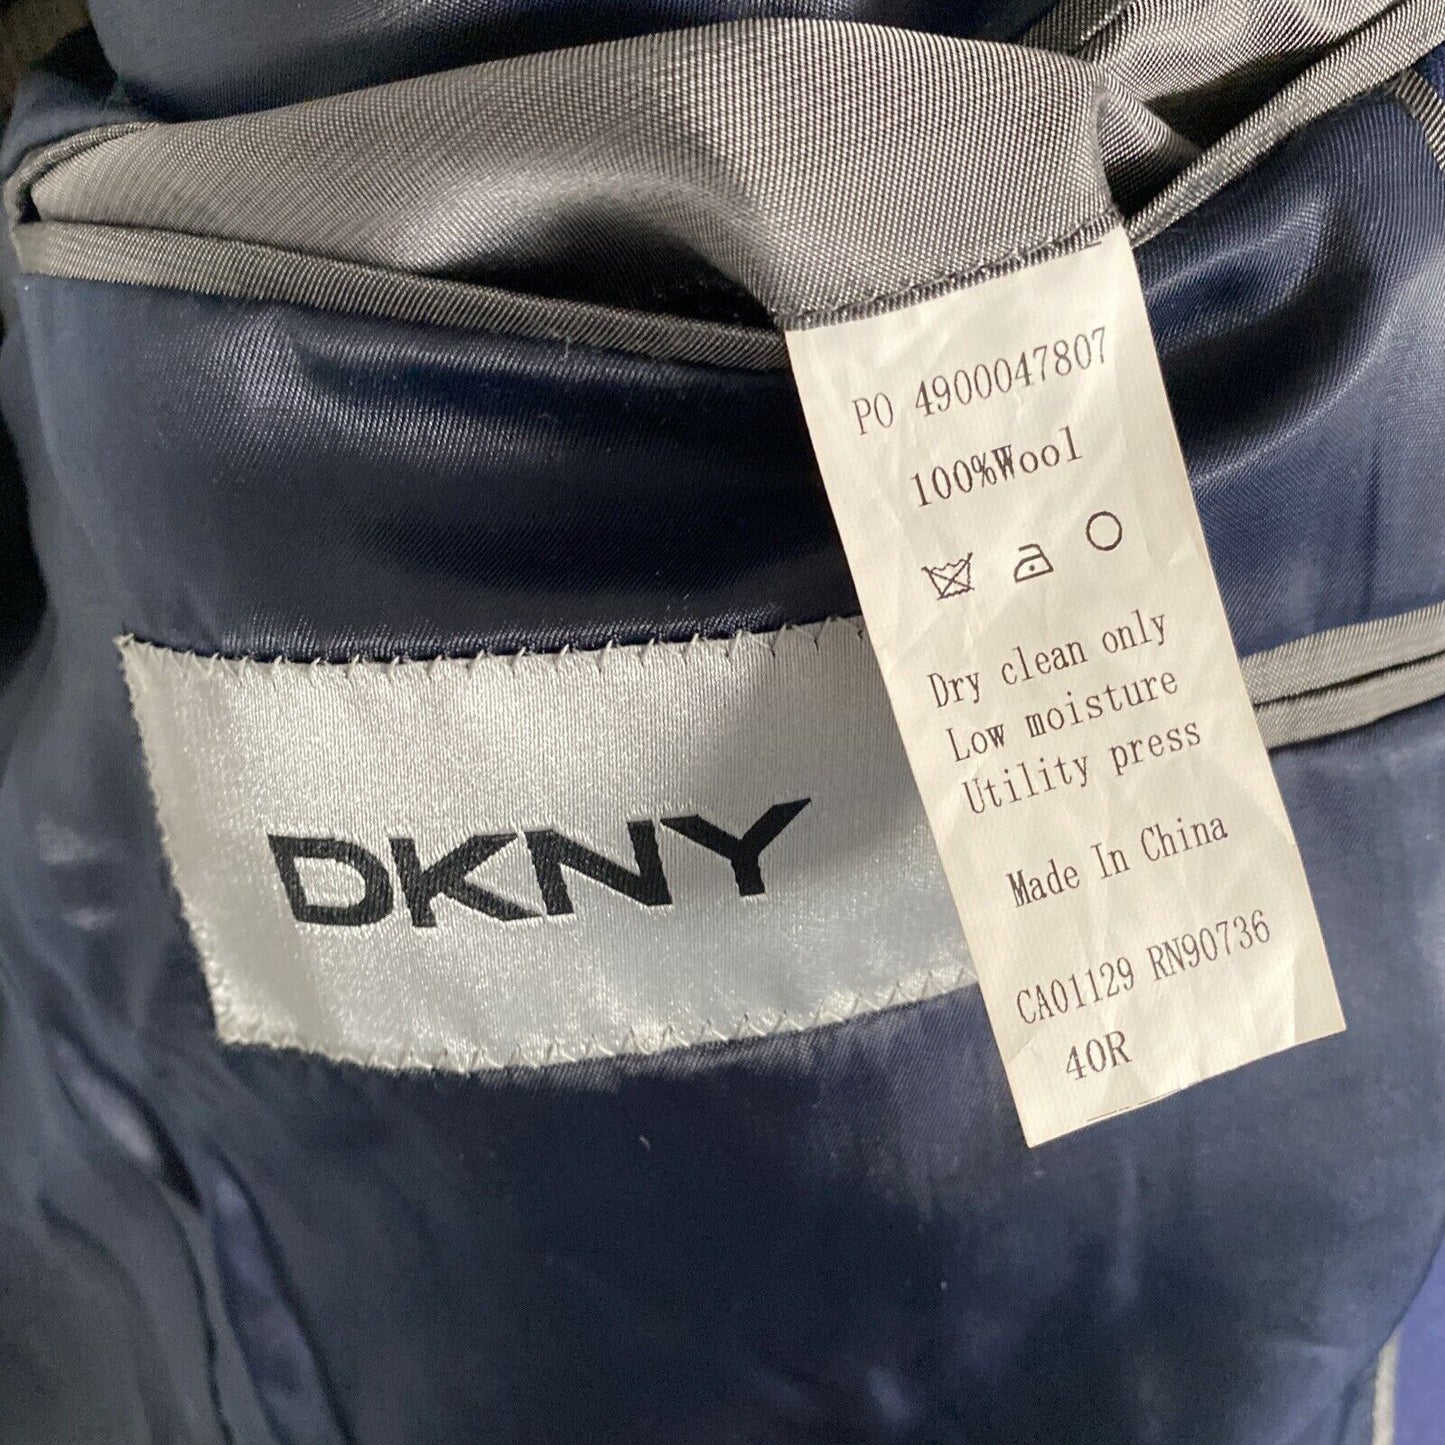 PO 4900047807
100%Wool
Dry clean only
Low moisture
Utility press
Made In China
CA01129 RN90736
40R
DKNY